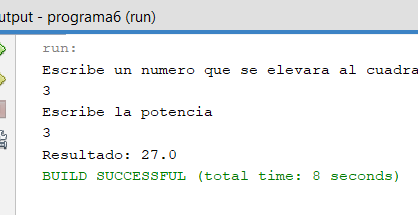 utput - programa6 (run)
run:
Escribe un numero que se elevara al cuadra
3
Escribe la potencia
3
Resultado: 27.0
BUILD SUCCESSFUL (total time: 8 seconds)